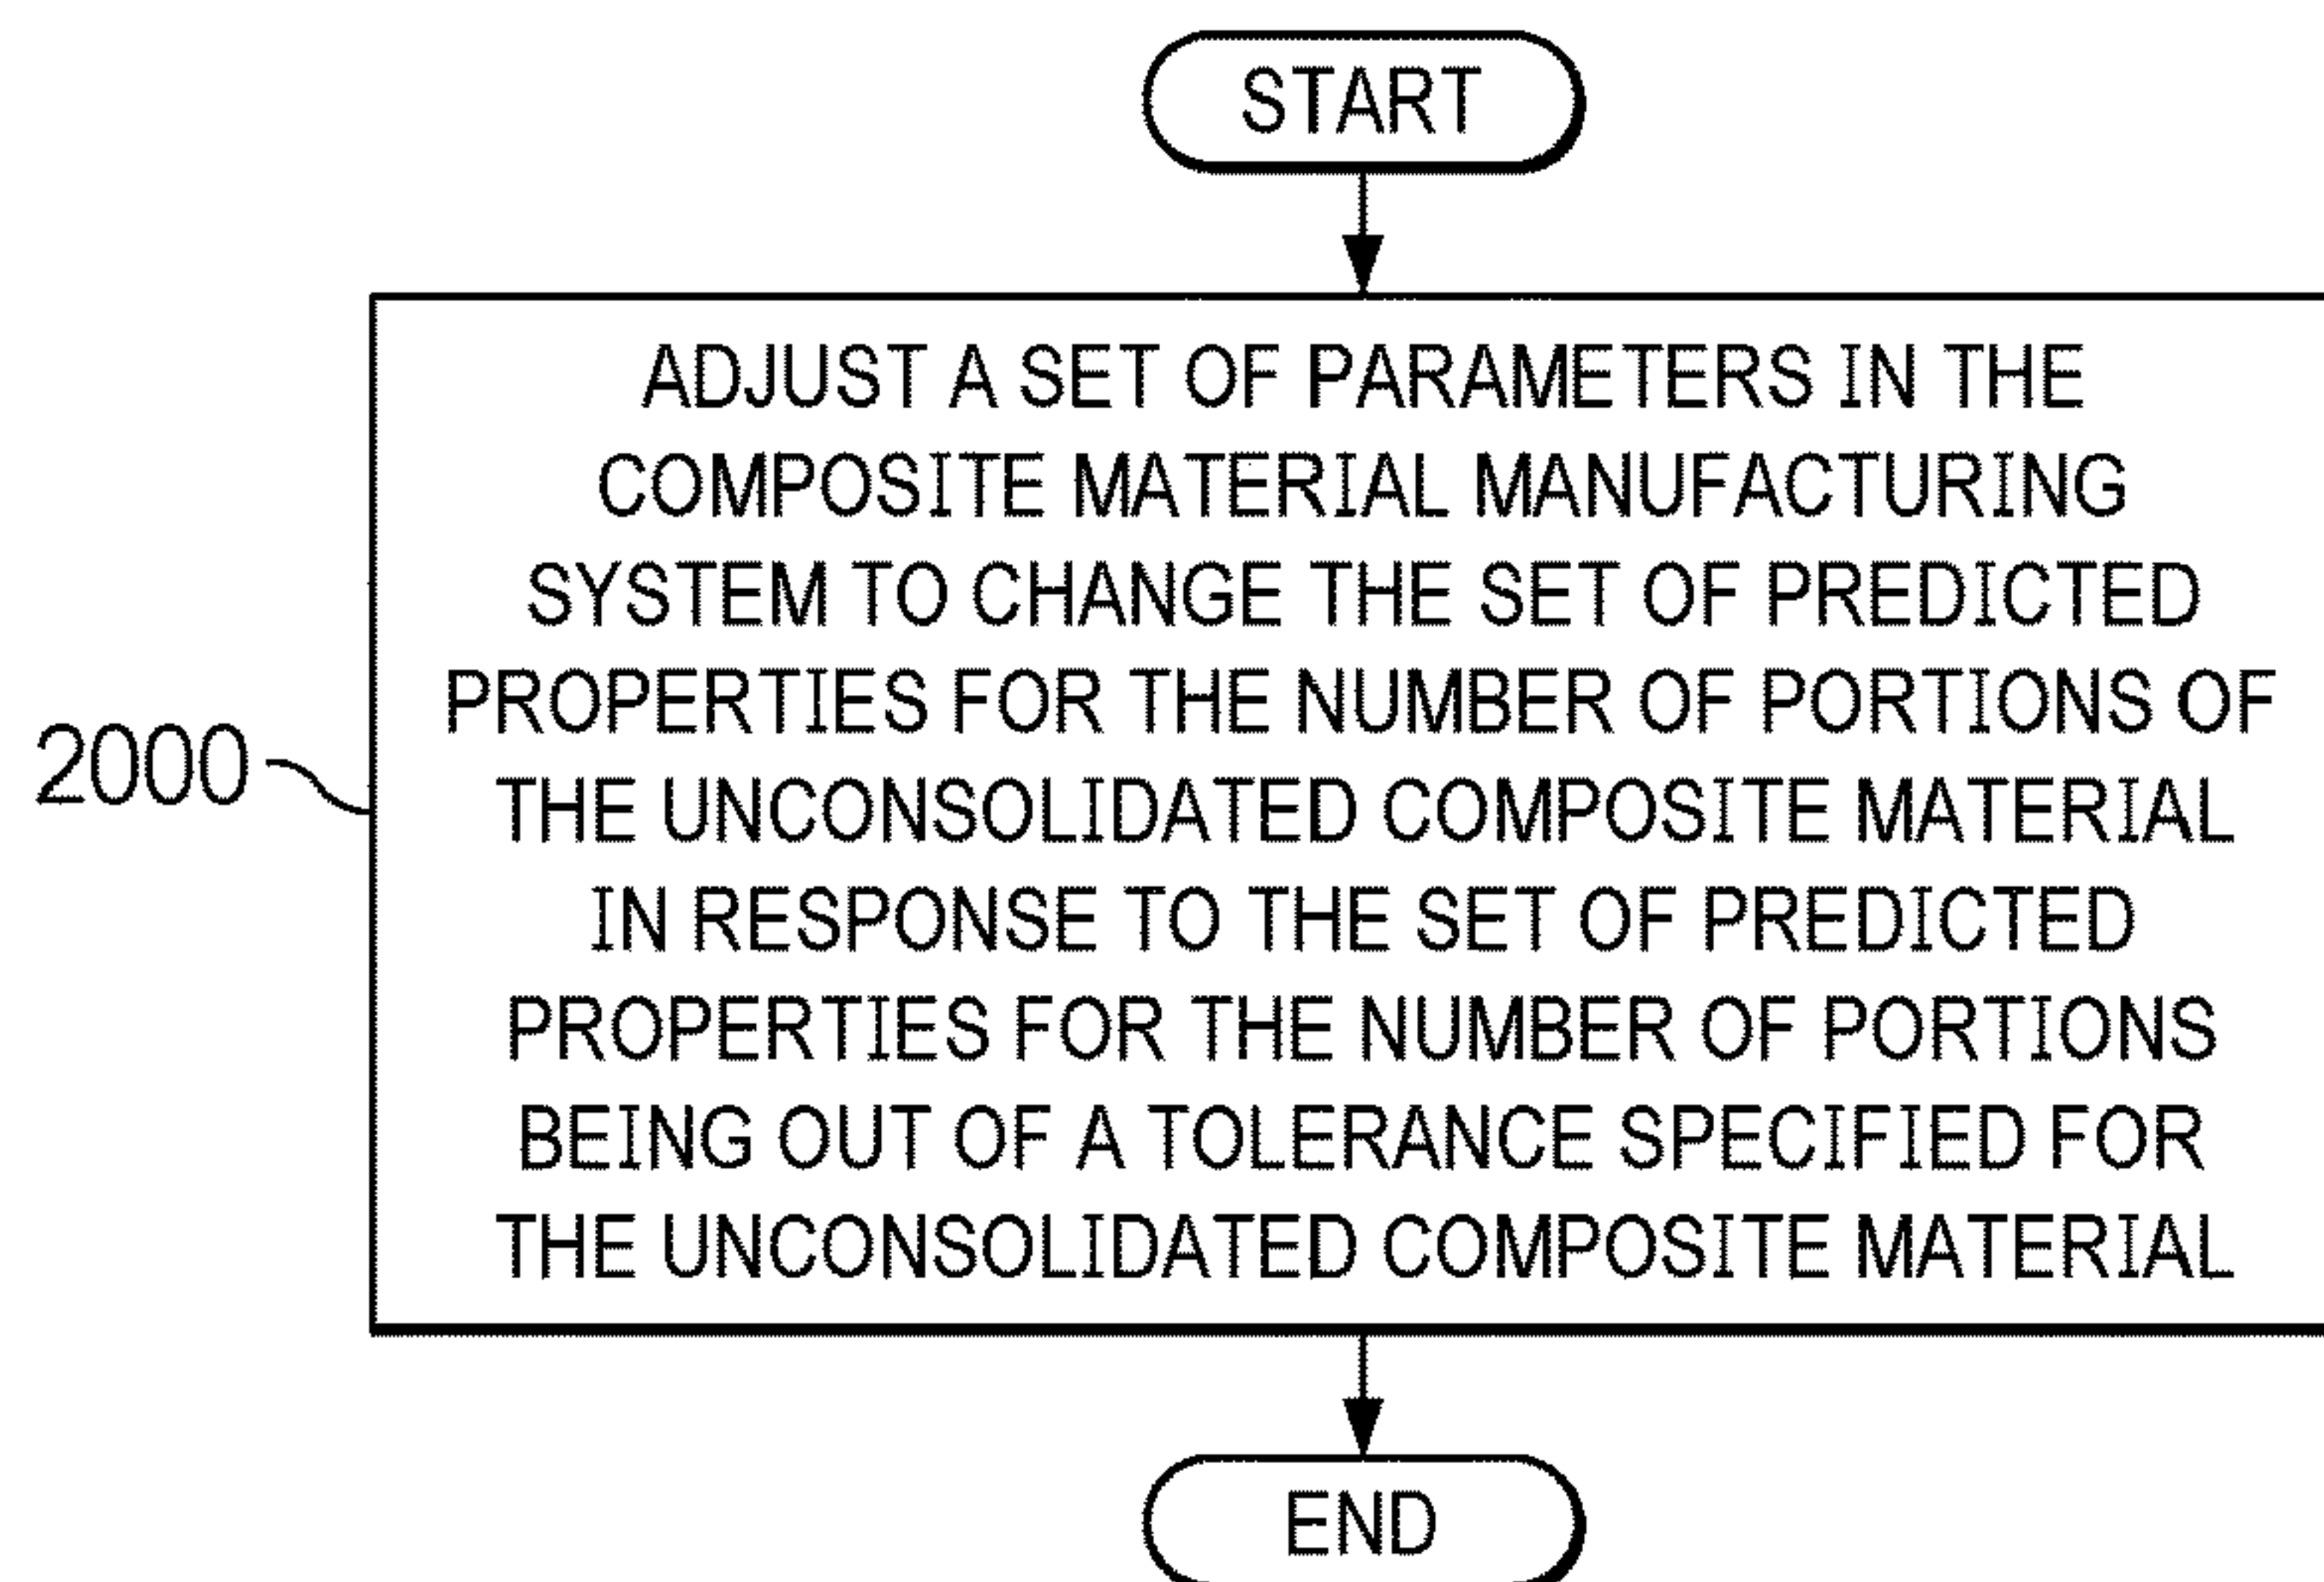 START
ADJUST A SET OF PARAMETERS IN THE
COMPOSITE MATERIAL MANUFACTURING
SYSTEM TO CHANGE THE SET OF PREDICTED
PROPERTIES FOR THE NUMBER OF PORTIONS OF
2000
THE UNCONSOLIDATED COMPOSITE MATERIAL
IN RESPONSE TO THE SET OF PREDICTED
PROPERTIES FOR THE NUMBER OF PORTIONS
BEING OUT OF A TOLERANCE SPECIFIED FOR
THE UNCONSOLIDATED COMPOSITE MATERIAL
END